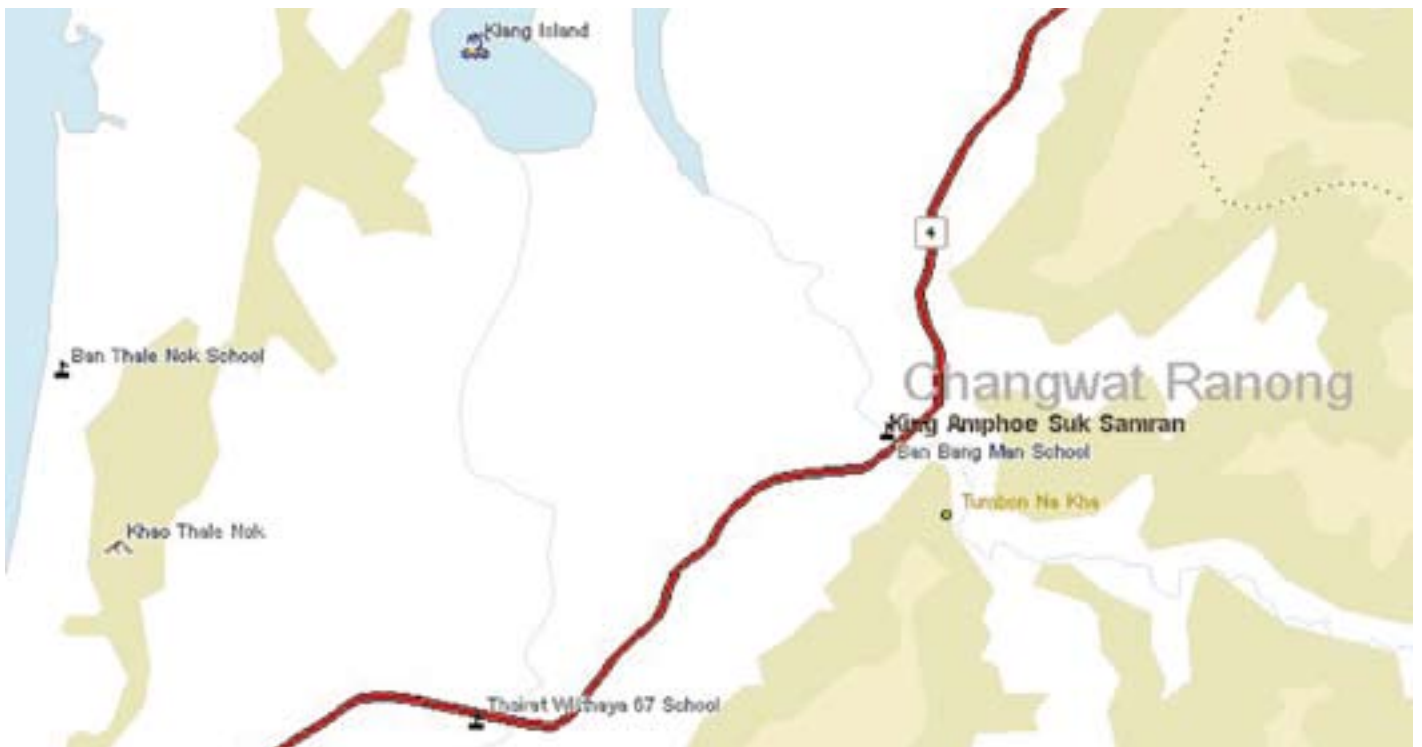 Klang Island
4
Ban Thale Nok School
Changwat Ranong
King Amphoe Suk Samran
Ban Bang Man School
Tumbon Na Kha
Khao Thale Nok
Thairat Witthaya 67 School